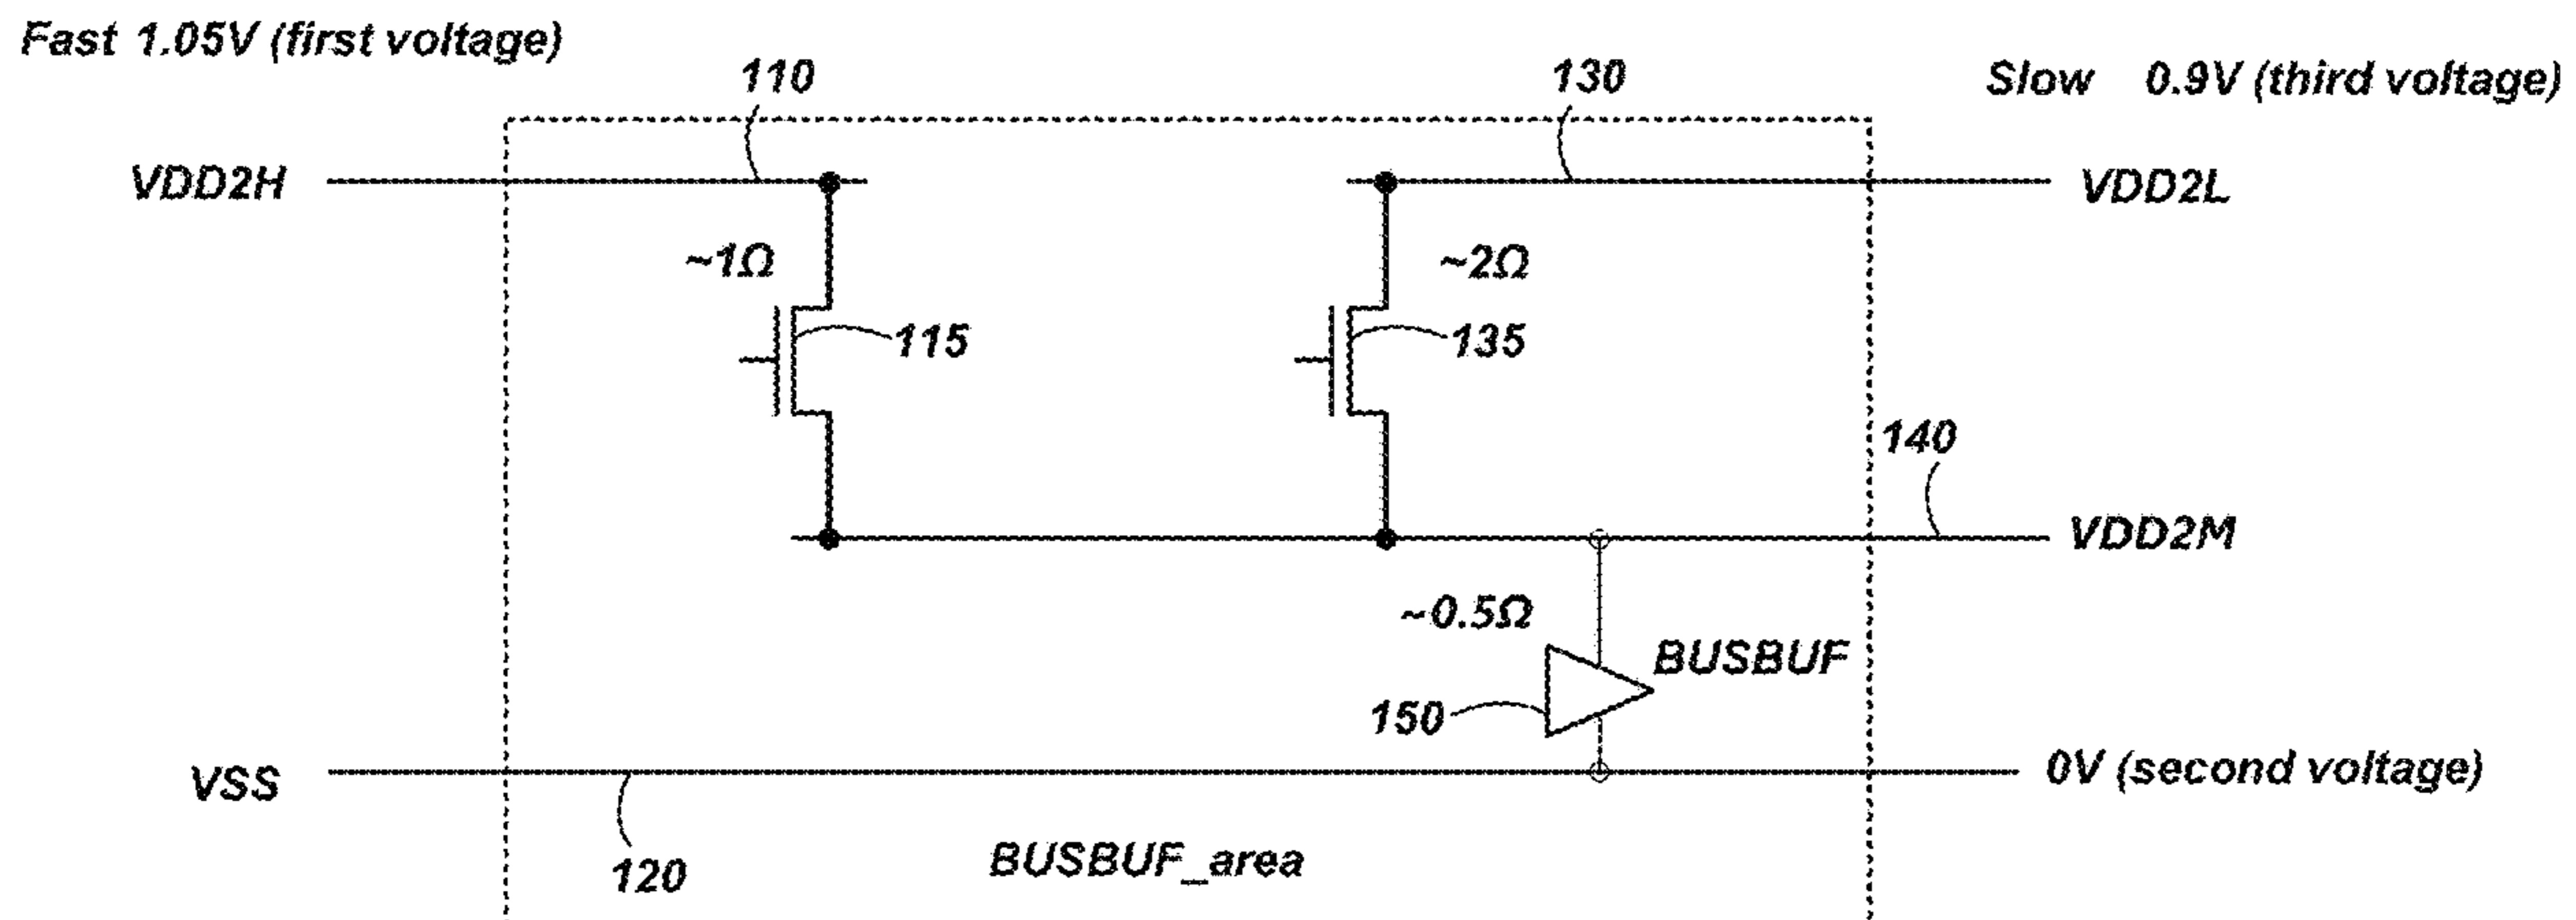 Fast 1.05V (first voltage)
110
130
Slow 0.9V (third voltage)
VDD2H
VDD2L
~1Ω
~2Ω
115
135
140
VDD2M
~0.5Ω
BUSBUF
150
VSS
0V (second voltage)
120
BUSBUF_area